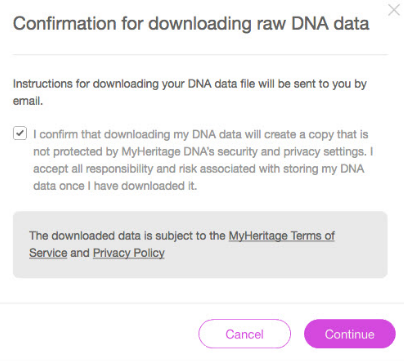 Confirmation for downloading raw DNA data
Instructions for downloading your DNA data file will be sent to you by
email.
I confirm that downloading my DNA data will create a copy that is
not protected by MyHeritage DNA's security and privacy settings. I
accept all responsibility and risk associated with storing my DNA
data once I have downloaded it.
The downloaded data is subject to the MyHeritage Terms of
Service and Privacy Policy
Cancel Continue